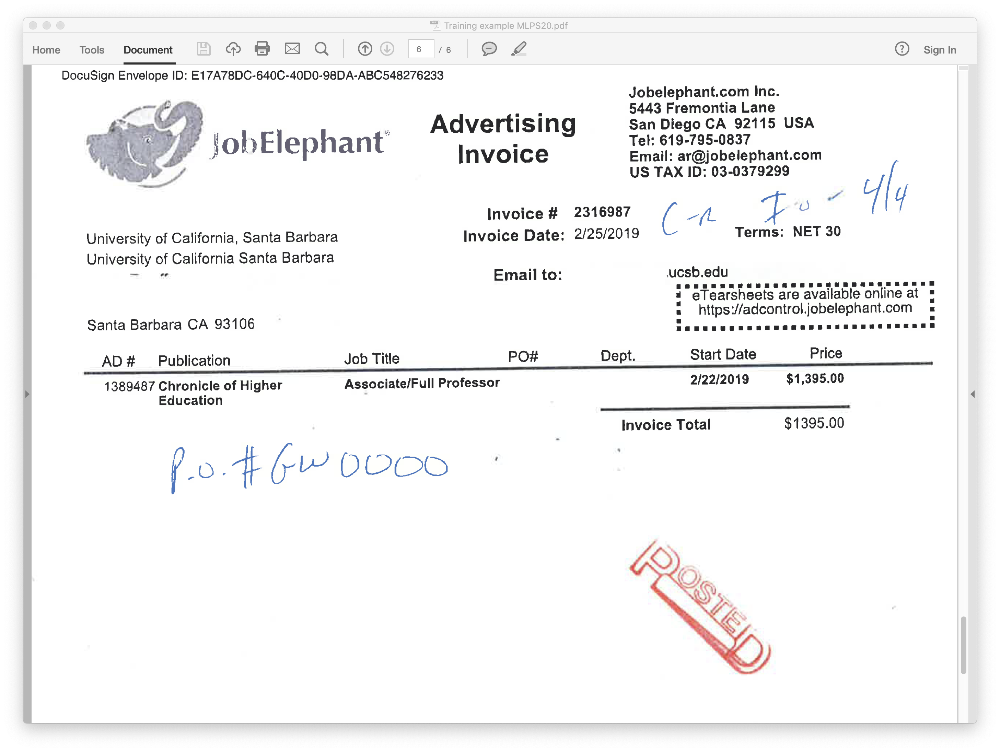 Training example MLPS20.pdf
Home Tools Document 6 / 6 Sign In
DocuSign Envelope ID: E17A78DC-640C-40D0-98DA-ABC548276233
JobElephant
Advertising
Invoice
Jobelephant.com Inc.
5443 Fremontia Lane
San Diego CA 92115 USA
Tel: 619-795-0837
Email: ar@jobelephant.com
US TAX ID: 03-0379299
4/4
Invoice # 2316987
Invoice Date: 2/25/2019
Terms: NET 30
University of California, Santa Barbara
University of California Santa Barbara
Email to: .ucsb.edu
eTearsheets are available online at
https://adcontrol.jobelephant.com
Santa Barbara CA 93106
AD # Publication Job Title PO# Dept. Start Date Price
1389487 Chronicle of Higher Associate/Full Professor 2/22/2019 $1,395.00
Education
Invoice Total $1395.00
P.O. # GW 0000
POSTED